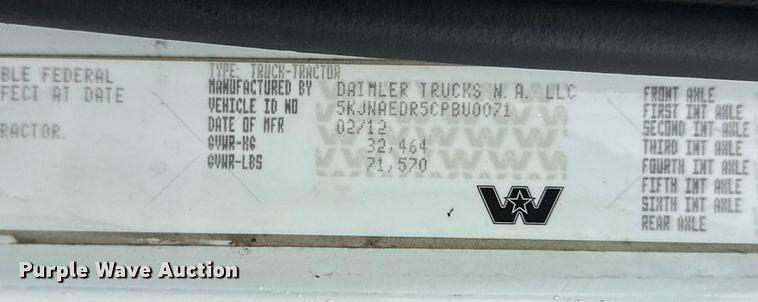 BLE FEDERAL
FECT AT DATE
RACTOR.
TYPE: TRUCK-TRACTOR
MANUFACTURED BY DAIMLER TRUCKS N.A. LLC
VEHICLE ID NO 5KJNAEDR5CPBU0071
DATE OF MFR 02/12
GVWR-KG 32,464
GVWR-LBS 71,570
W
FRONT AXLE
FIRST INT AXLE
SECOND INT AXLE
THIRD INT AXLE
FOURTH INT AXLE
FIFTH INT AXLE
SIXTH INT AXLE
REAR AXLE
Purple Wave Auction